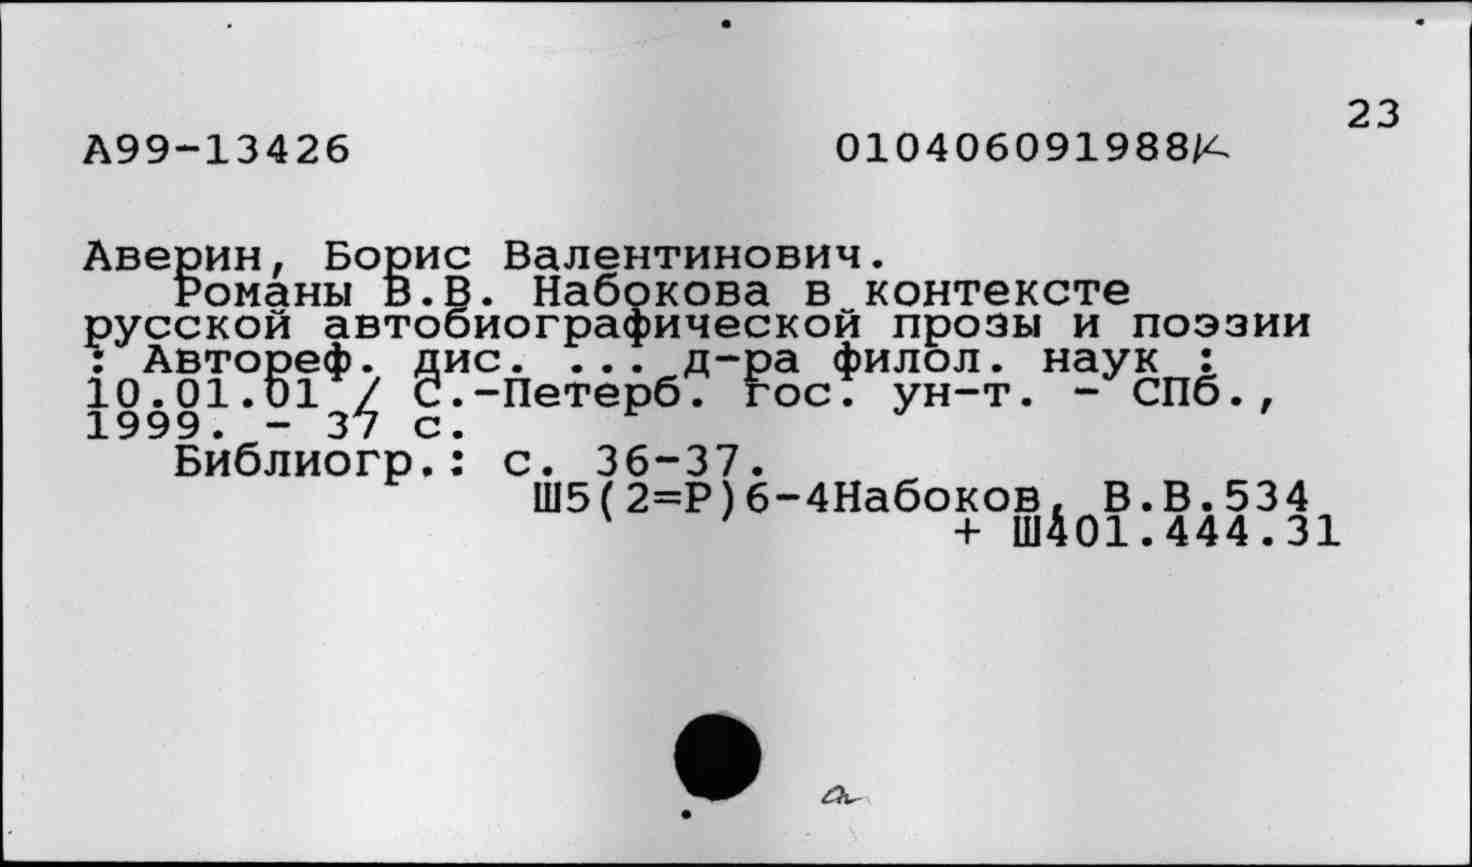 23
А99-13426 010406091988К
Аверин, Борис Валентинович.
Романы В.В. Набокова в контексте
русской автобиографической прозы и поэзии
: Автореф. дис. ... д-ра филол. наук :
10.01.01 / С.-Петерб. гос. ун-т. - СПб.,
1999. - 37 с.
Библиогр.: с. 36-37.
Ш5(2=Р)6-4Набоков, В.В.534
+ Ш401.444.31